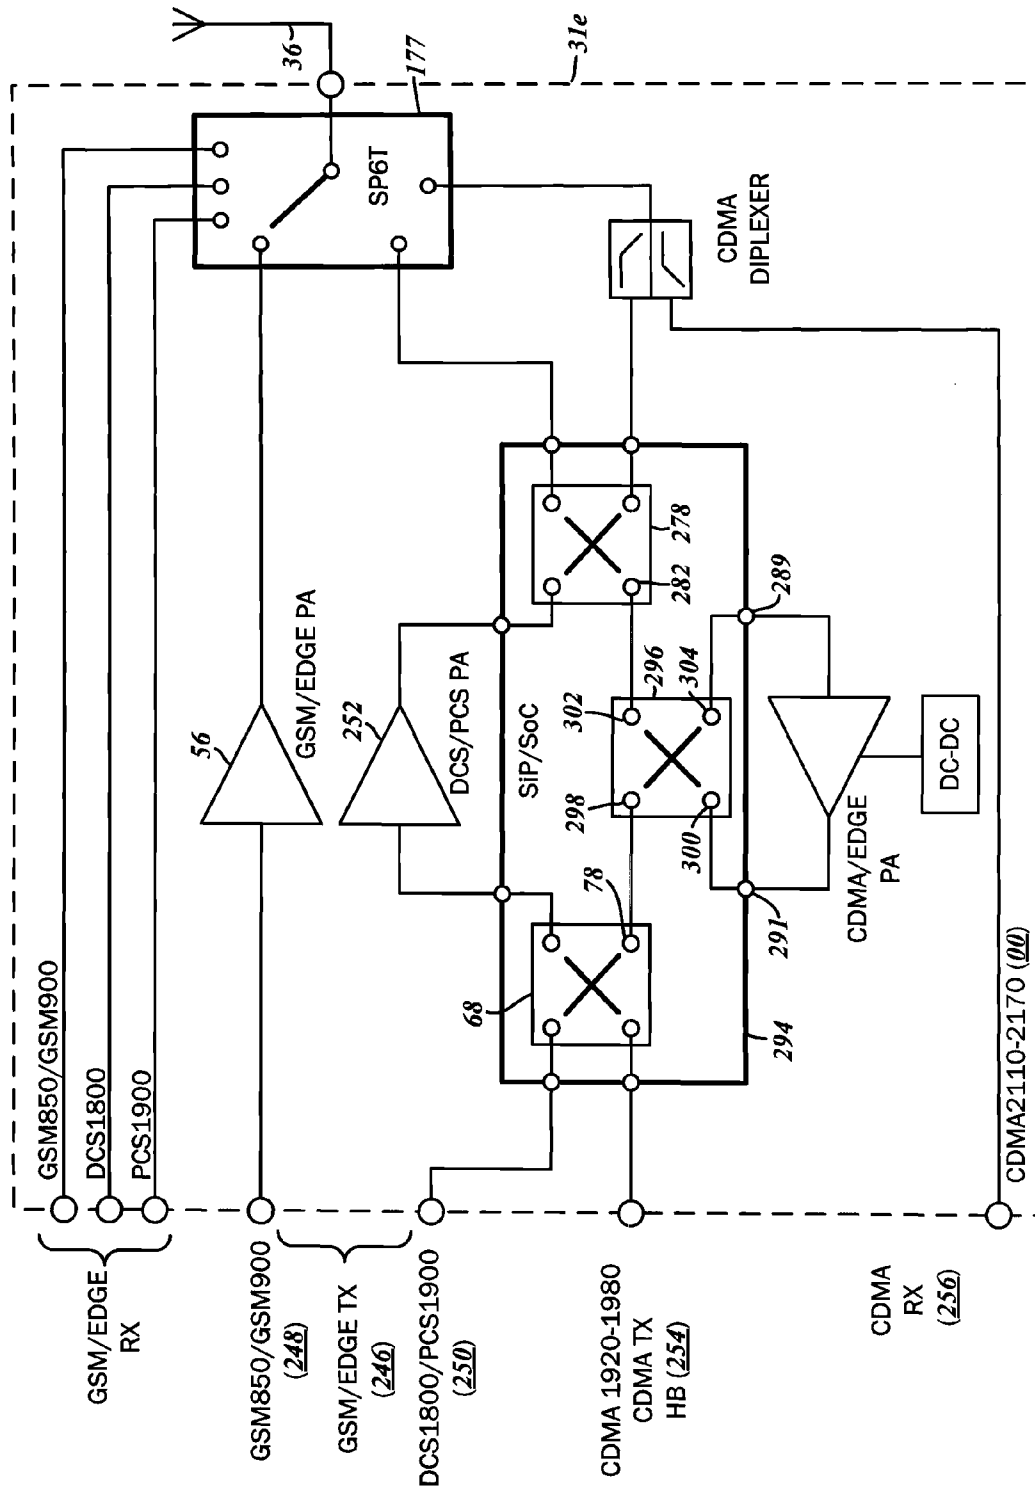 GSM/EDGE
RX
GSM850/GSM900
DCS1800
PCS1900
GSM850/GSM900
(248)
GSM/EDGE TX
(246)
DCS1800/PCS1900
(250)
CDMA 1920-1980
CDMA TX
HB (254)
CDMA
RX
(256)
CDMA2110-2170 (00)
56
GSM/EDGE PA
252
DCS/PCS PA
SiP/SoC
68
78
298
300
302
296
304
282
278
289
291
294
CDMA/EDGE
PA
DC-DC
CDMA
DIPLEXER
SP6T
177
36
31e